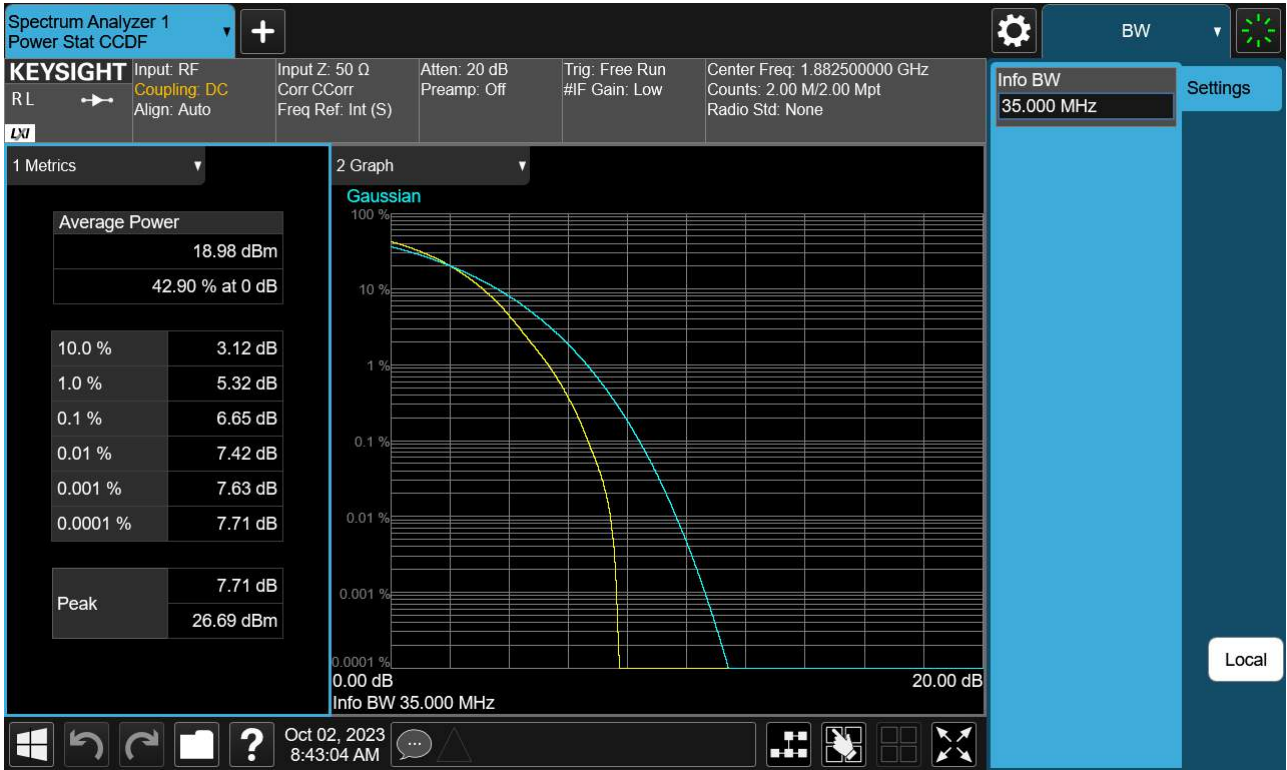 Spectrum Analyzer 1
Power Stat CCDF
+
BW
KEYSIGHT
RL
LXI
Input: RF
Coupling: DC
Align: Auto
Input Z: 50 Ω
Corr CCorr
Freq Ref: Int (S)
Atten: 20 dB
Preamp: Off
Trig: Free Run
#IF Gain: Low
Center Freq: 1.882500000 GHz
Counts: 2.00 M/2.00 Mpt
Radio Std: None
Info BW
35.000 MHz
Settings
1 Metrics
Average Power
18.98 dBm
42.90 % at 0 dB
10.0 % 3.12 dB
1.0 % 5.32 dB
0.1 % 6.65 dB
0.01 % 7.42 dB
0.001 % 7.63 dB
0.0001 % 7.71 dB
Peak
7.71 dB
26.69 dBm
2 Graph
Gaussian
100 %
10 %
1 %
0.1 %
0.01 %
0.001 %
0.0001 %
0.00 dB 20.00 dB
Info BW 35.000 MHz
Local
?
Oct 02, 2023
8:43:04 AM